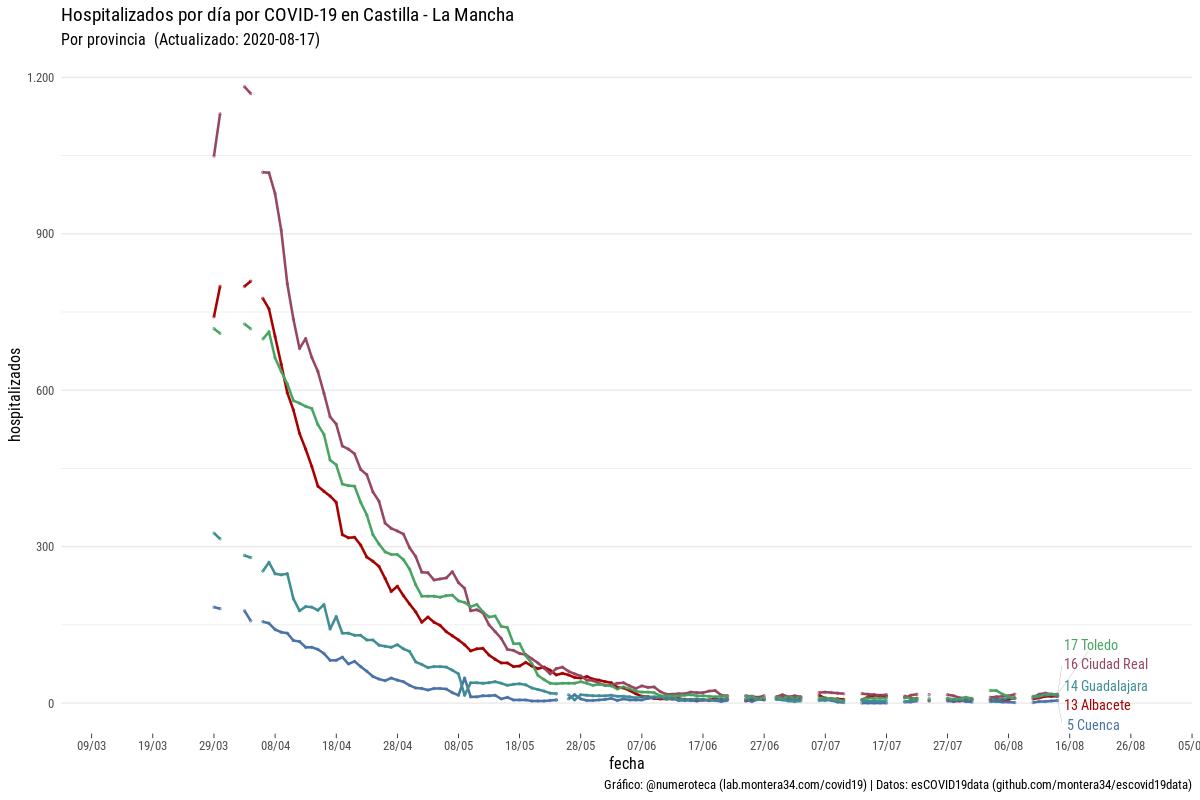 Hospitalizados por día por COVID-19 en Castilla - La Mancha
Por provincia (Actualizado: 2020-08-17)
hospitalizados
1.200
900
600
300
0
17 Toledo
16 Ciudad Real
14 Guadalajara
13 Albacete
5 Cuenca
09/03 19/03 29/03 08/04 18/04 28/04 08/05 18/05 28/05 07/06 17/06 27/06 07/07 17/07 27/07 06/08 16/08 26/08 05/0
fecha
Gráfico: @numeroteca (lab.montera34.com/covid19) | Datos: esCOVID19data (github.com/montera34/escovid19data)